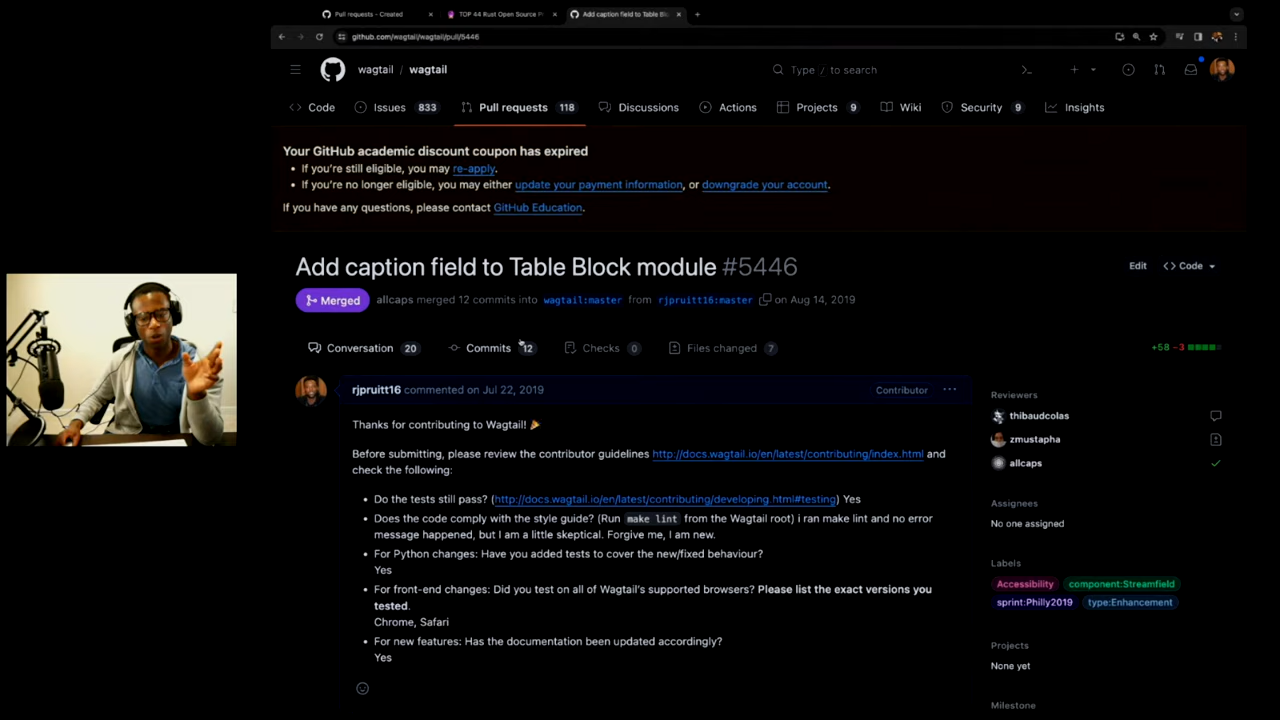 Pull requests - Created
TOP 44 Rust Open Source P
Add caption field to Table Bloc
github.com/wagtail/wagtail/pull/5446
wagtail / wagtail
Type / to search
Code
Issues 833
Pull requests 118
Discussions
Actions
Projects 9
Wiki
Security 9
Insights
Your GitHub academic discount coupon has expired
• If you're still eligible, you may re-apply.
• If you're no longer eligible, you may either update your payment information, or downgrade your account.
If you have any questions, please contact GitHub Education.
Add caption field to Table Block module #5446
Edit
<> Code
Merged
allcaps merged 12 commits into wagtail:master from rjpruitt16:master on Aug 14, 2019
Conversation 20
Commits 12
Checks 0
Files changed 7
+58 −3
rjpruitt16 commented on Jul 22, 2019
Contributor
Thanks for contributing to Wagtail! 🎉
Before submitting, please review the contributor guidelines http://docs.wagtail.io/en/latest/contributing/index.html and
check the following:
• Do the tests still pass? (http://docs.wagtail.io/en/latest/contributing/developing.html#testing) Yes
• Does the code comply with the style guide? (Run make lint from the Wagtail root) i ran make lint and no error
message happened, but I am a little skeptical. Forgive me, I am new.
• For Python changes: Have you added tests to cover the new/fixed behaviour?
Yes
• For front-end changes: Did you test on all of Wagtail's supported browsers? Please list the exact versions you
tested.
Chrome, Safari
• For new features: Has the documentation been updated accordingly?
Yes
Reviewers
thibaudcolas
zmustapha
allcaps
Assignees
No one assigned
Labels
Accessibility
component:Streamfield
sprint:Philly2019
type:Enhancement
Projects
None yet
Milestone